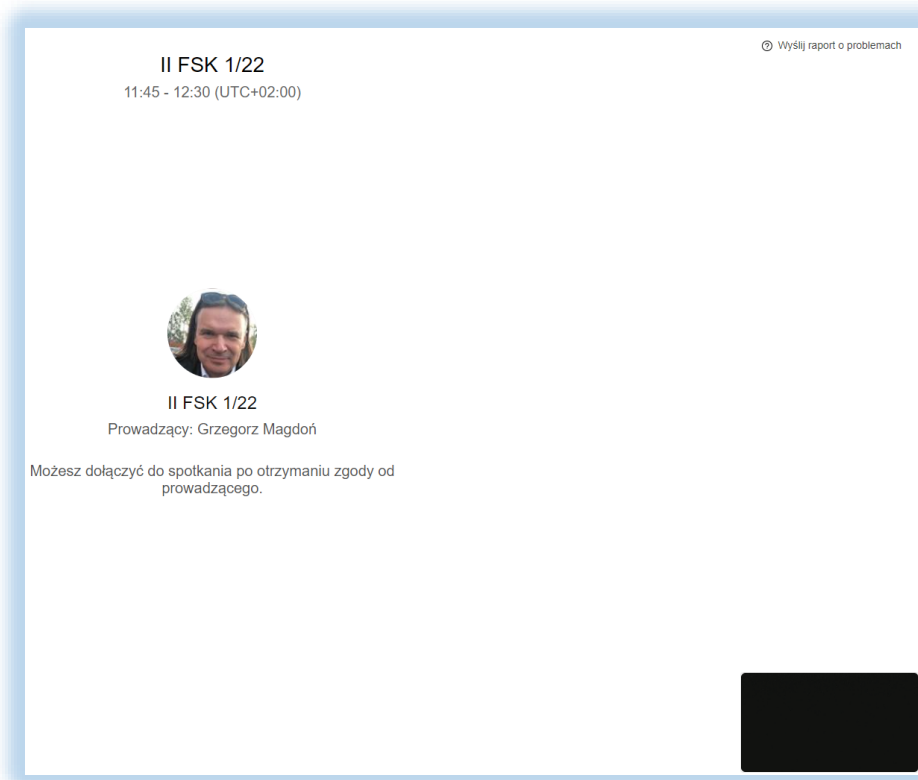 II FSK 1/22
11:45 - 12:30 (UTC+02:00)
Wyślij raport o problemach
II FSK 1/22
Prowadzący: Grzegorz Magdoń
Możesz dołączyć do spotkania po otrzymaniu zgody od
prowadzącego.